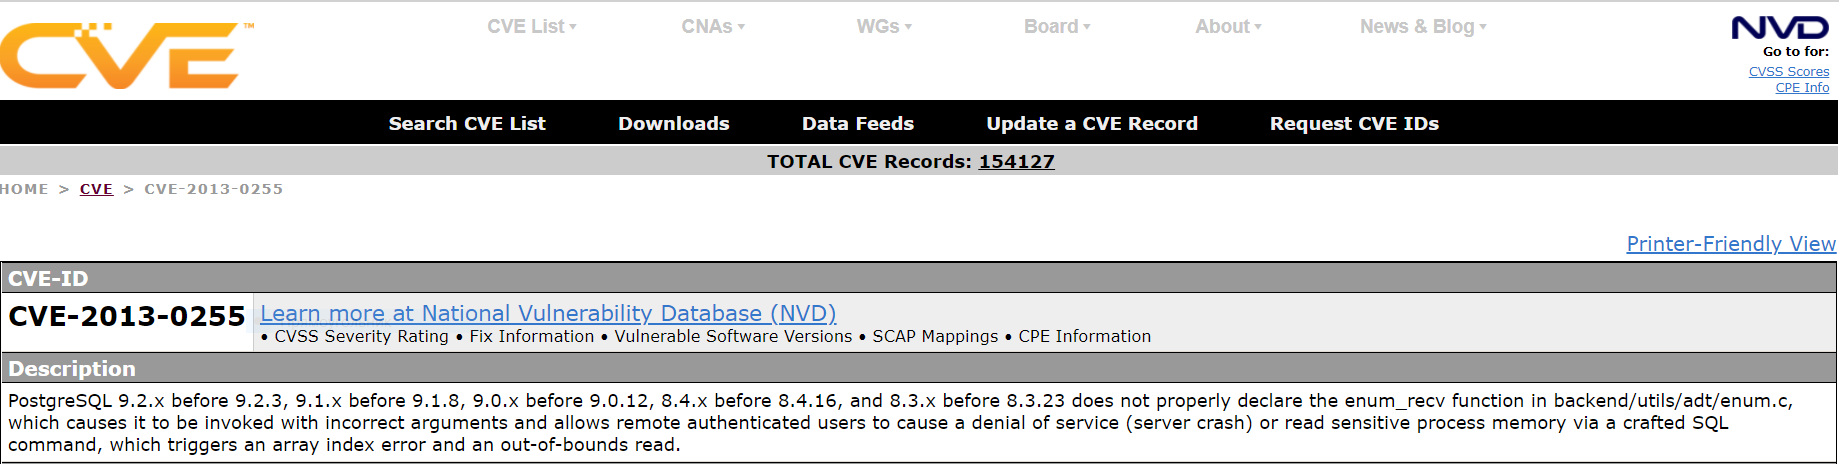 CVE™
CVE List CNAs WGs Board About News & Blog
NVD
Go to for:
CVSS Scores
CPE Info
Search CVE List Downloads Data Feeds Update a CVE Record Request CVE IDs
TOTAL CVE Records: 154127
HOME > CVE > CVE-2013-0255
Printer-Friendly View
CVE-ID
CVE-2013-0255 Learn more at National Vulnerability Database (NVD)
• CVSS Severity Rating • Fix Information • Vulnerable Software Versions • SCAP Mappings • CPE Information
Description
PostgreSQL 9.2.x before 9.2.3, 9.1.x before 9.1.8, 9.0.x before 9.0.12, 8.4.x before 8.4.16, and 8.3.x before 8.3.23 does not properly declare the enum_recv function in backend/utils/adt/enum.c,
which causes it to be invoked with incorrect arguments and allows remote authenticated users to cause a denial of service (server crash) or read sensitive process memory via a crafted SQL
command, which triggers an array index error and an out-of-bounds read.